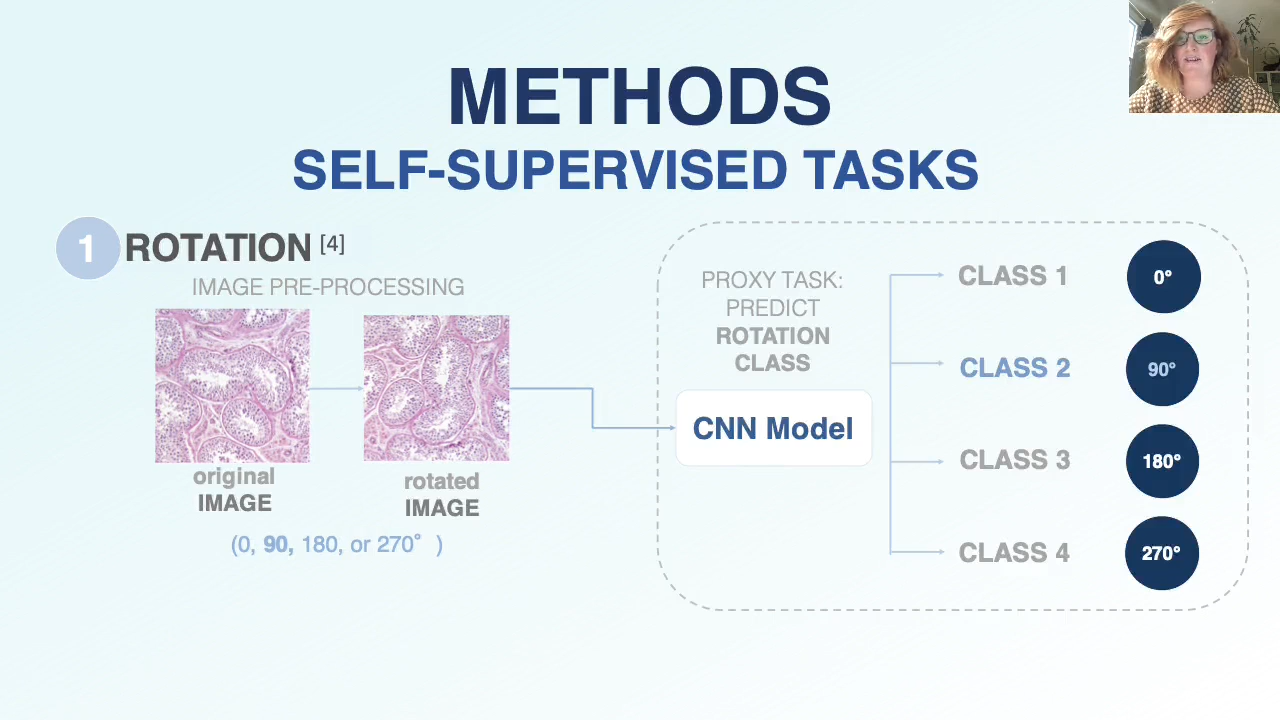 METHODS
SELF-SUPERVISED TASKS
1 ROTATION [4]
IMAGE PRE-PROCESSING
original
IMAGE
rotated
IMAGE
(0, 90, 180, or 270° )
PROXY TASK:
PREDICT
ROTATION
CLASS
CNN Model
CLASS 1 0°
CLASS 2 90°
CLASS 3 180°
CLASS 4 270°